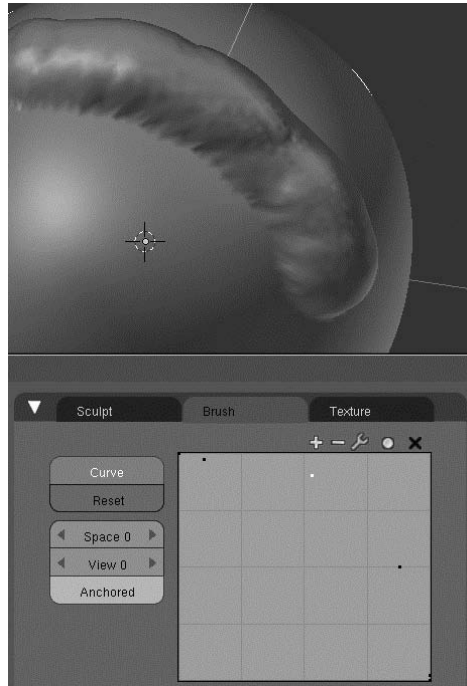 Sculpt Brush Texture
Curve
Reset
Space 0
View 0
Anchored